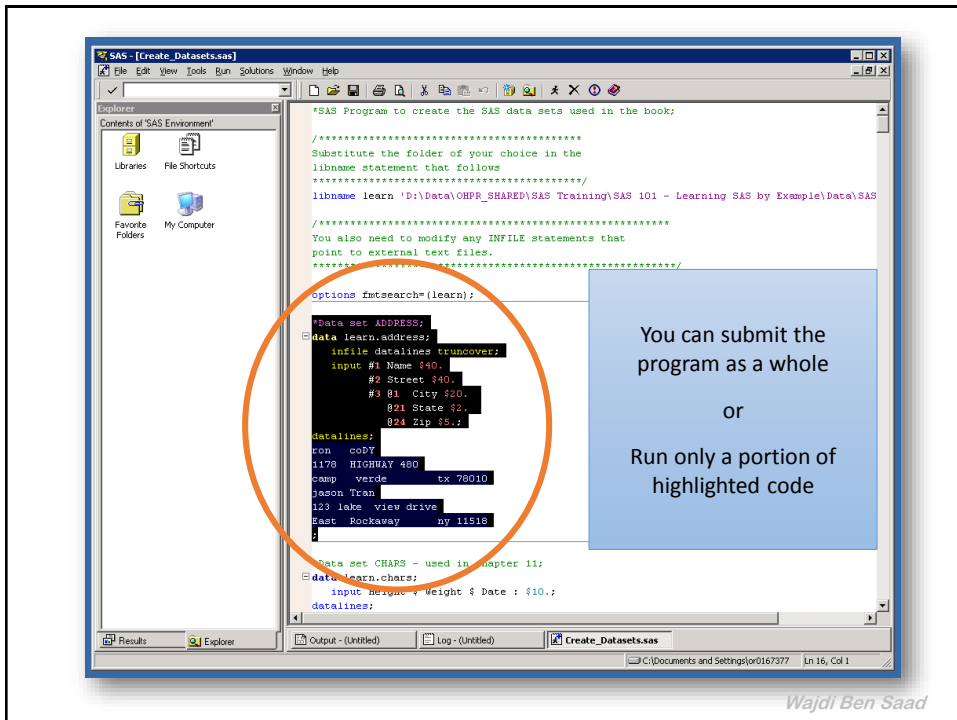 SAS - [Create_Datasets.sas]
File Edit View Tools Run Solutions Window Help
Explorer
Contents of 'SAS Environment'
Libraries
File Shortcuts
Favorite Folders
My Computer
*SAS Program to create the SAS data sets used in the book;
/******************************************
Substitute the folder of your choice in the
libname statement that follows
*******************************************/
libname learn 'D:\Data\OHPR_SHARED\SAS Training\SAS 101 - Learning SAS by Example\Data\SAS
/********************************************************
You also need to modify any INFILE statements that
point to external text files.
**********************************************************/
options fmtsearch=(learn);
*Data set ADDRESS;
data learn.address;
infile datalines truncover;
input #1 Name $40.
#2 Street $40.
#3 @1 City $20.
@21 State $2.
@24 Zip $5.;
datalines;
ron coDY
1178 HIGHWAY 480
camp verde tx 78010
jason Tran
123 lake view drive
East Rockaway ny 11518
;
*Data set CHARS - used in chapter 11;
data learn.chars;
input Height $ Weight $ Date : $10.;
datalines;
You can submit the
program as a whole
or
Run only a portion of
highlighted code
Results
Explorer
Output - (Untitled)
Log - (Untitled)
Create_Datasets.sas
C:\Documents and Settings\or0167377
Ln 16, Col 1
Wajdi Ben Saad